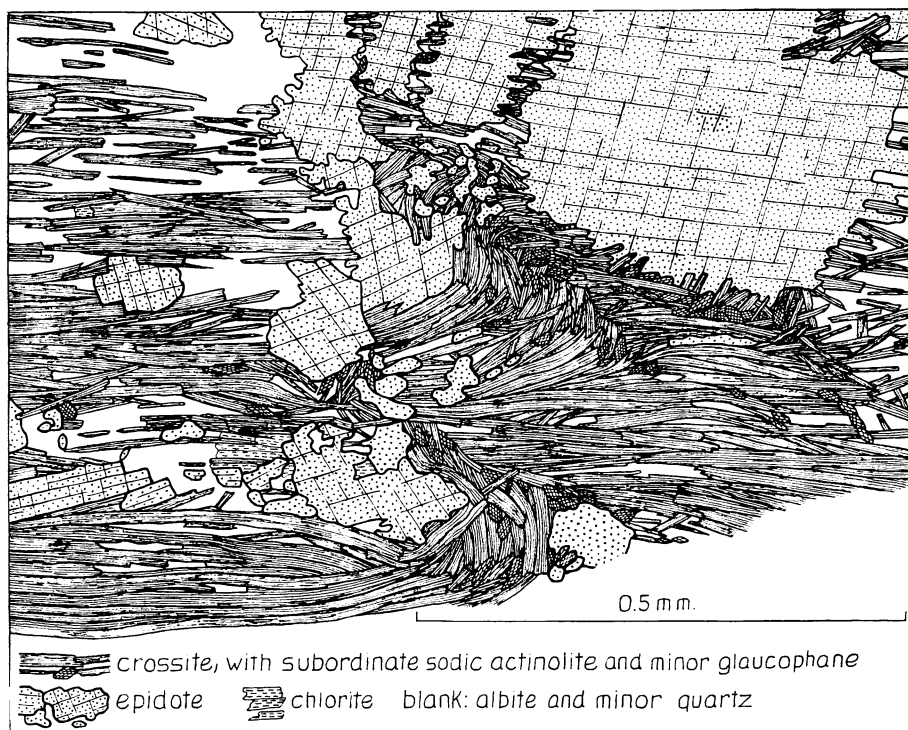 0.5 mm.
crossite, with subordinate sodic actinolite and minor glaucophane
epidote chlorite blank: albite and minor quartz